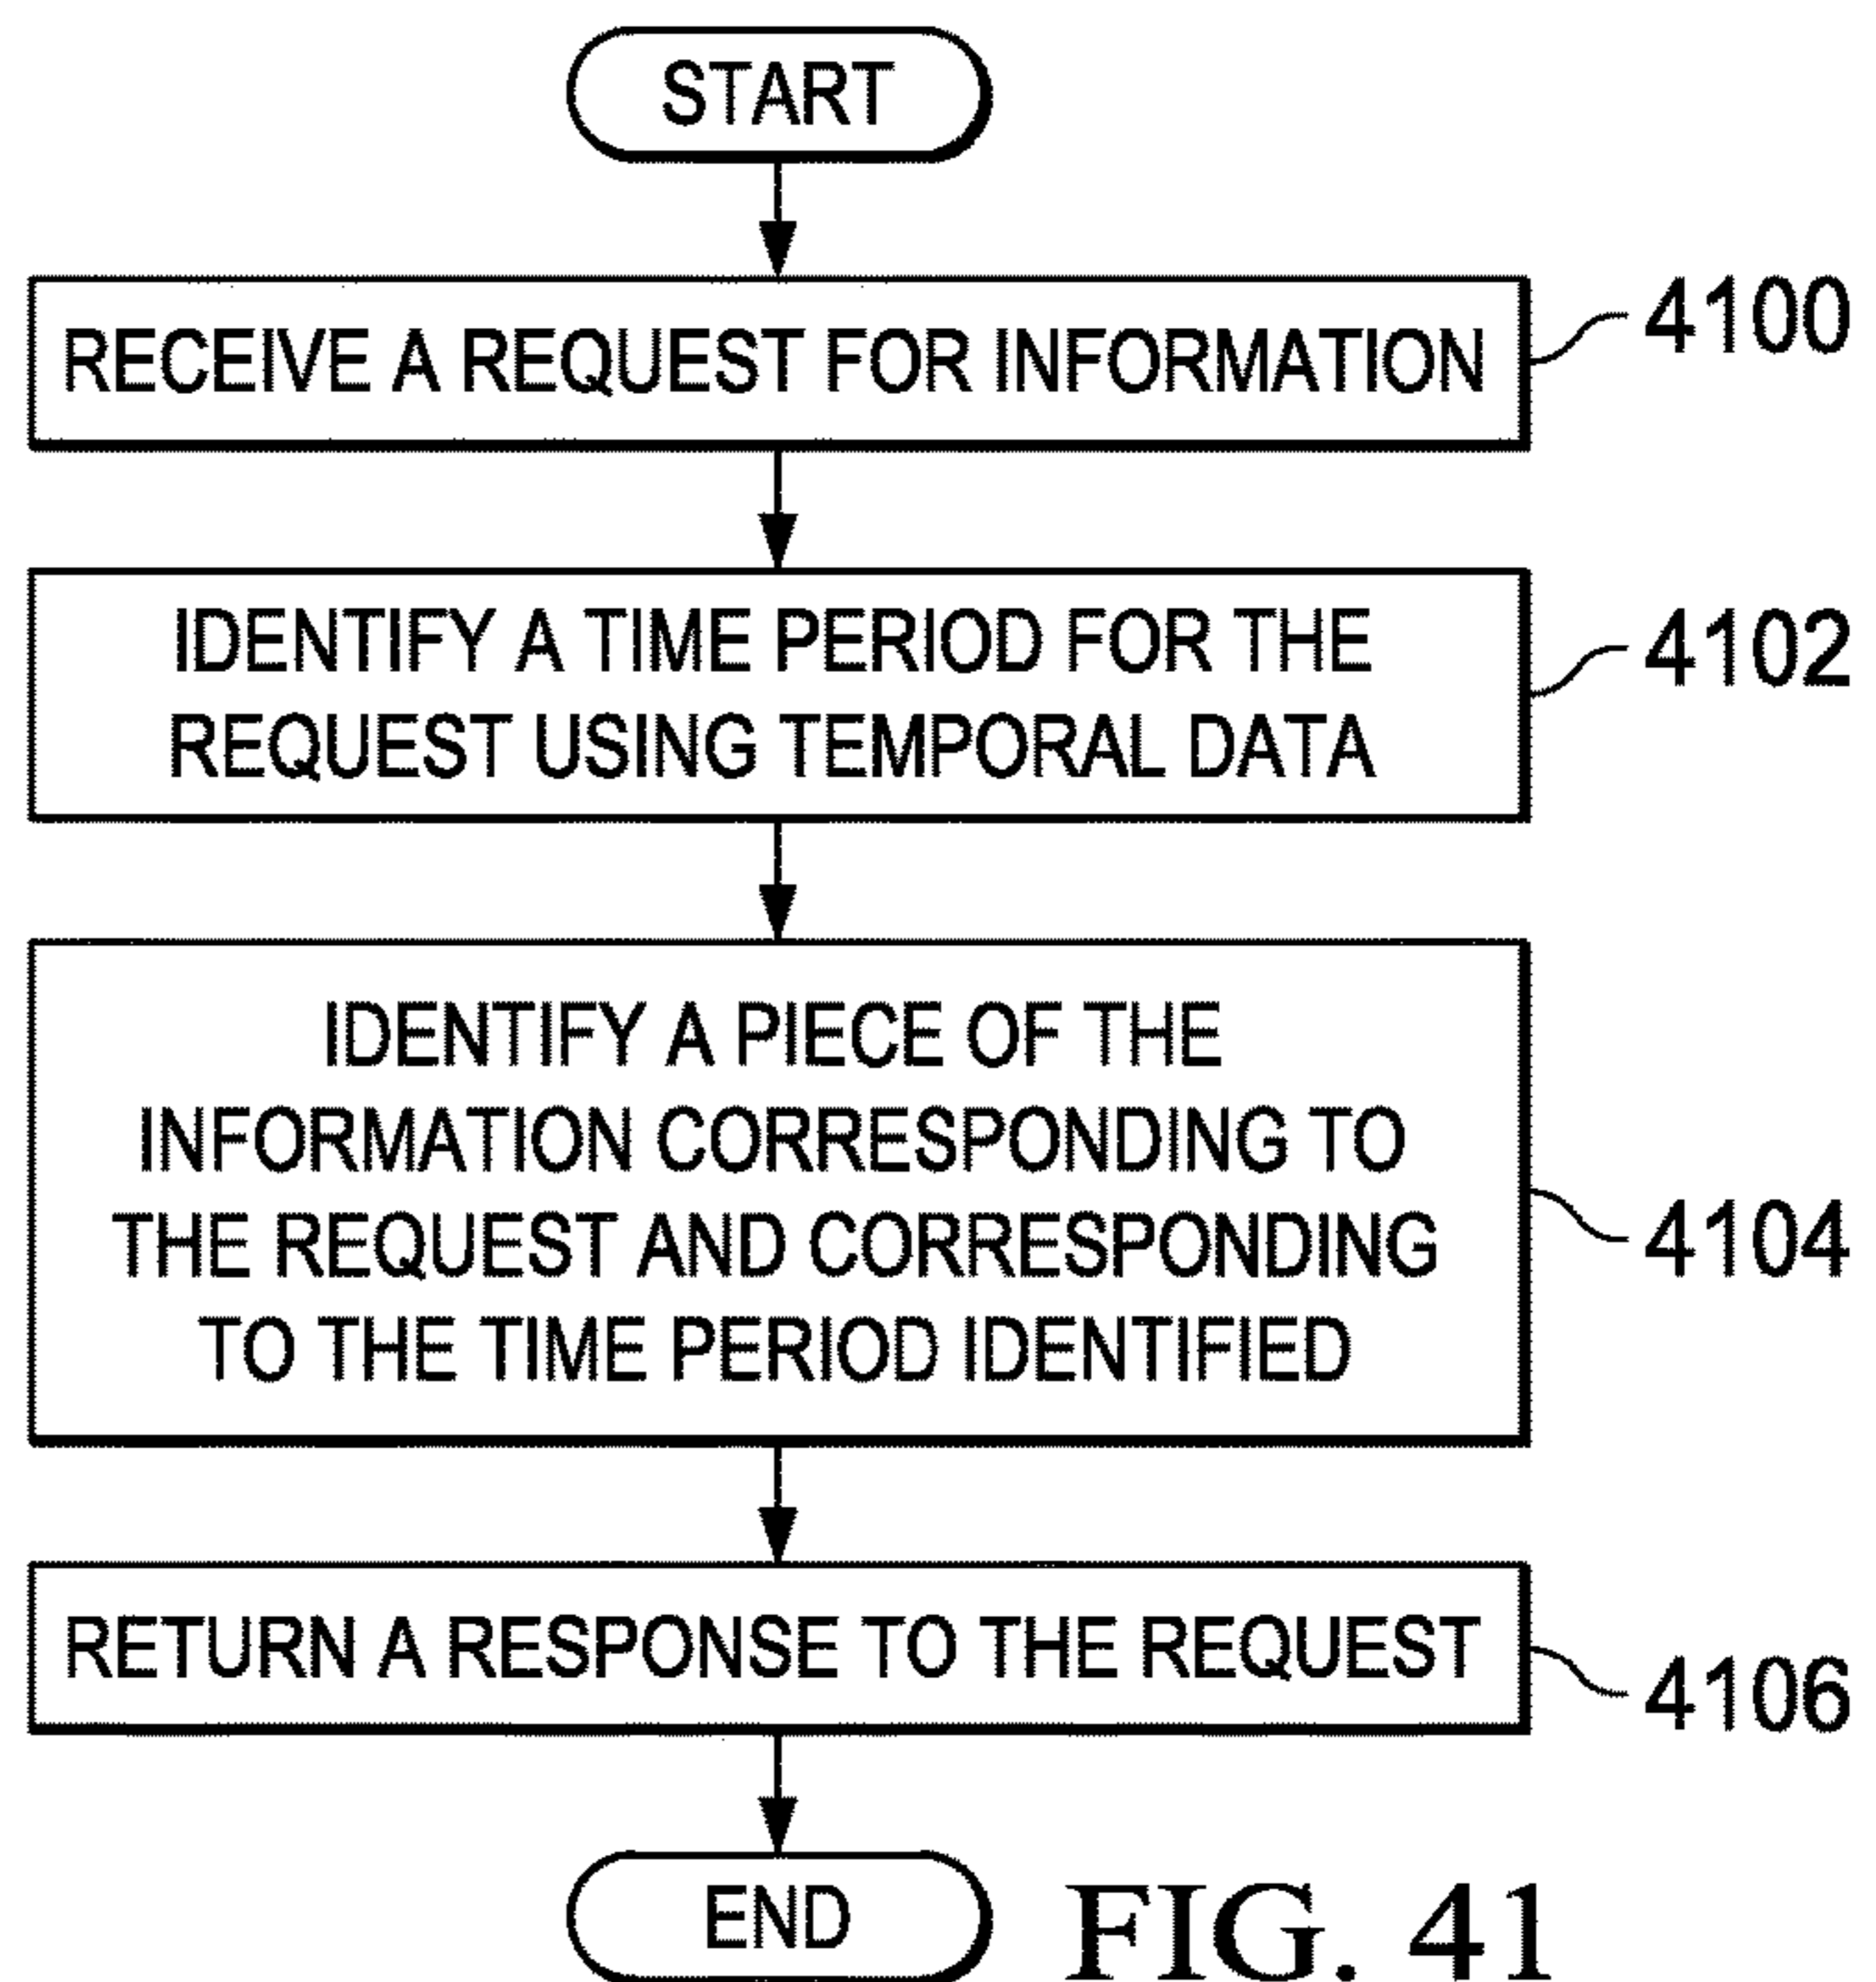 START
RECEIVE A REQUEST FOR INFORMATION
4100
IDENTIFY A TIME PERIOD FOR THE
REQUEST USING TEMPORAL DATA
4102
IDENTIFY A PIECE OF THE
INFORMATION CORRESPONDING TO
THE REQUEST AND CORRESPONDING
TO THE TIME PERIOD IDENTIFIED
4104
RETURN A RESPONSE TO THE REQUEST
4106
END
FIG. 41